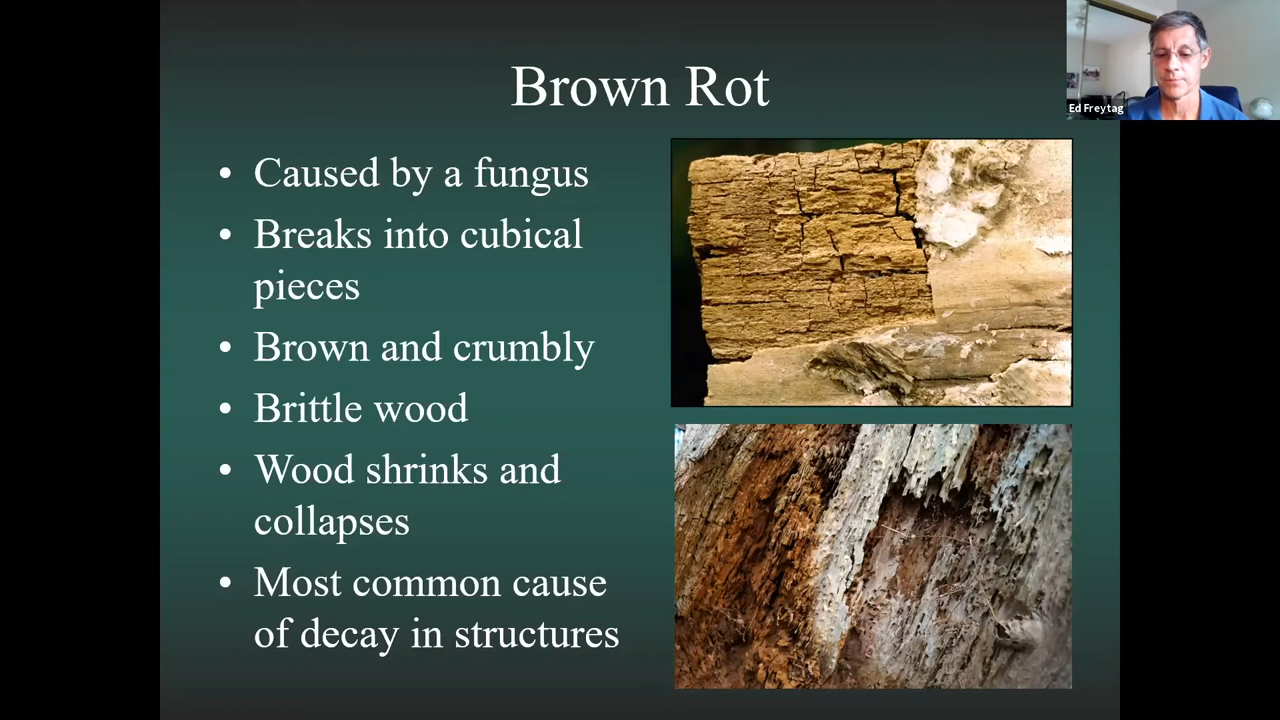 Brown Rot
Ed Freytag
• Caused by a fungus
• Breaks into cubical
pieces
• Brown and crumbly
• Brittle wood
• Wood shrinks and
collapses
• Most common cause
of decay in structures